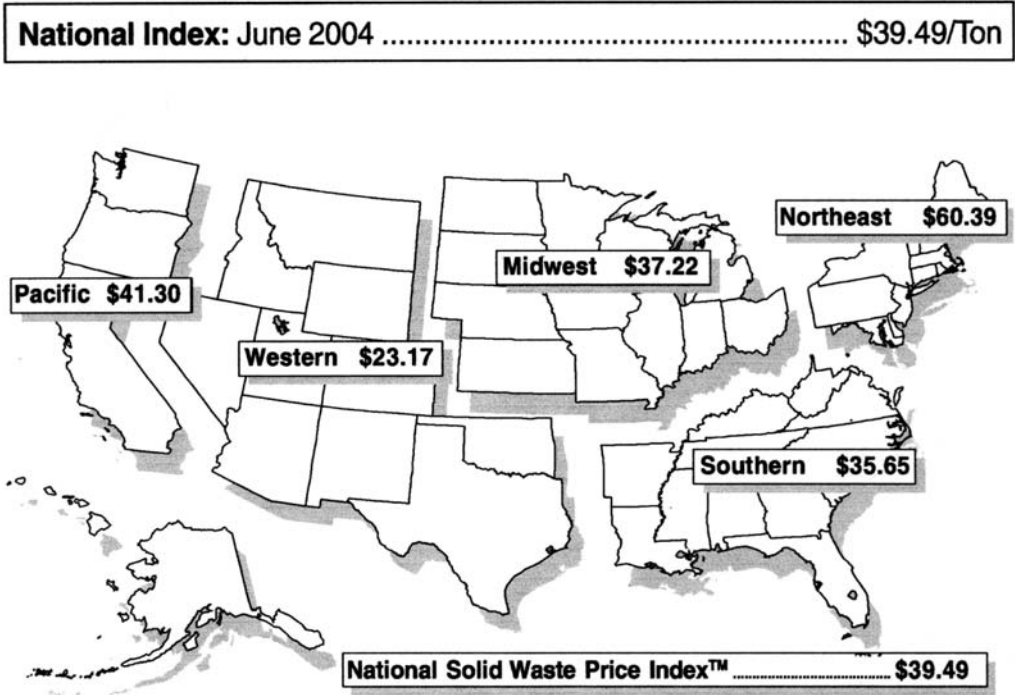 National Index: June 2004 ................................................ $39.49/Ton
Northeast $60.39
Midwest $37.22
Pacific $41.30
Western $23.17
Southern $35.65
National Solid Waste Price Index™ ........................................ $39.49